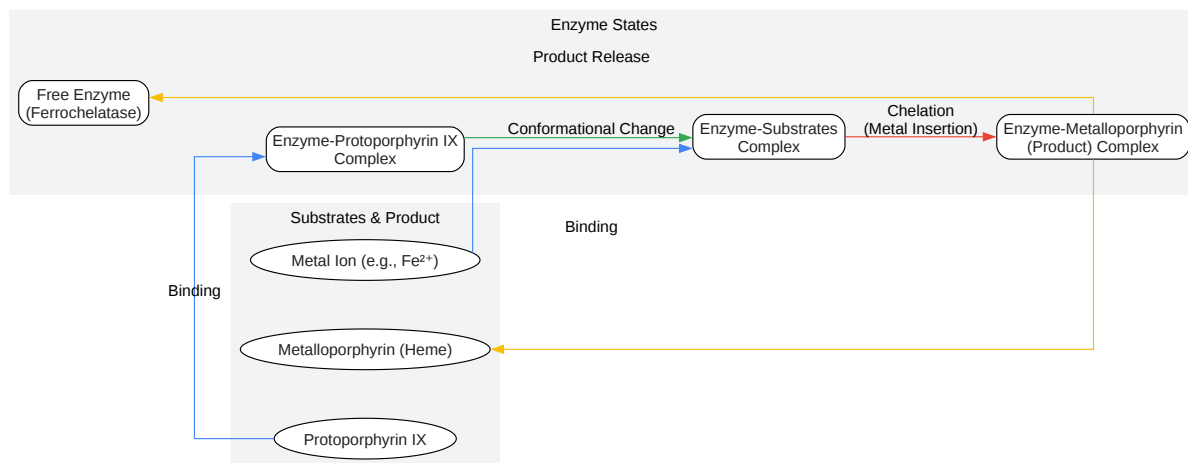 Enzyme States
Product Release
Free Enzyme
(Ferrochelatase)
Enzyme-Protoporphyrin IX
Complex
Conformational Change
Enzyme-Substrates
Complex
Chelation
(Metal Insertion)
Enzyme-Metalloporphyrin
(Product) Complex
Substrates & Product
Binding
Metal Ion (e.g., Fe²⁺)
Binding
Metalloporphyrin (Heme)
Protoporphyrin IX